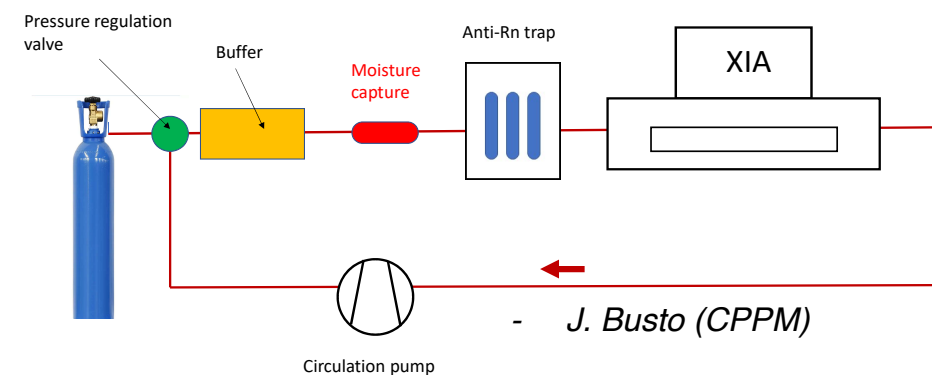 Pressure regulation
valve
Buffer
Moisture
capture
Anti-Rn trap
XIA
- J. Busto (CPPM)
Circulation pump